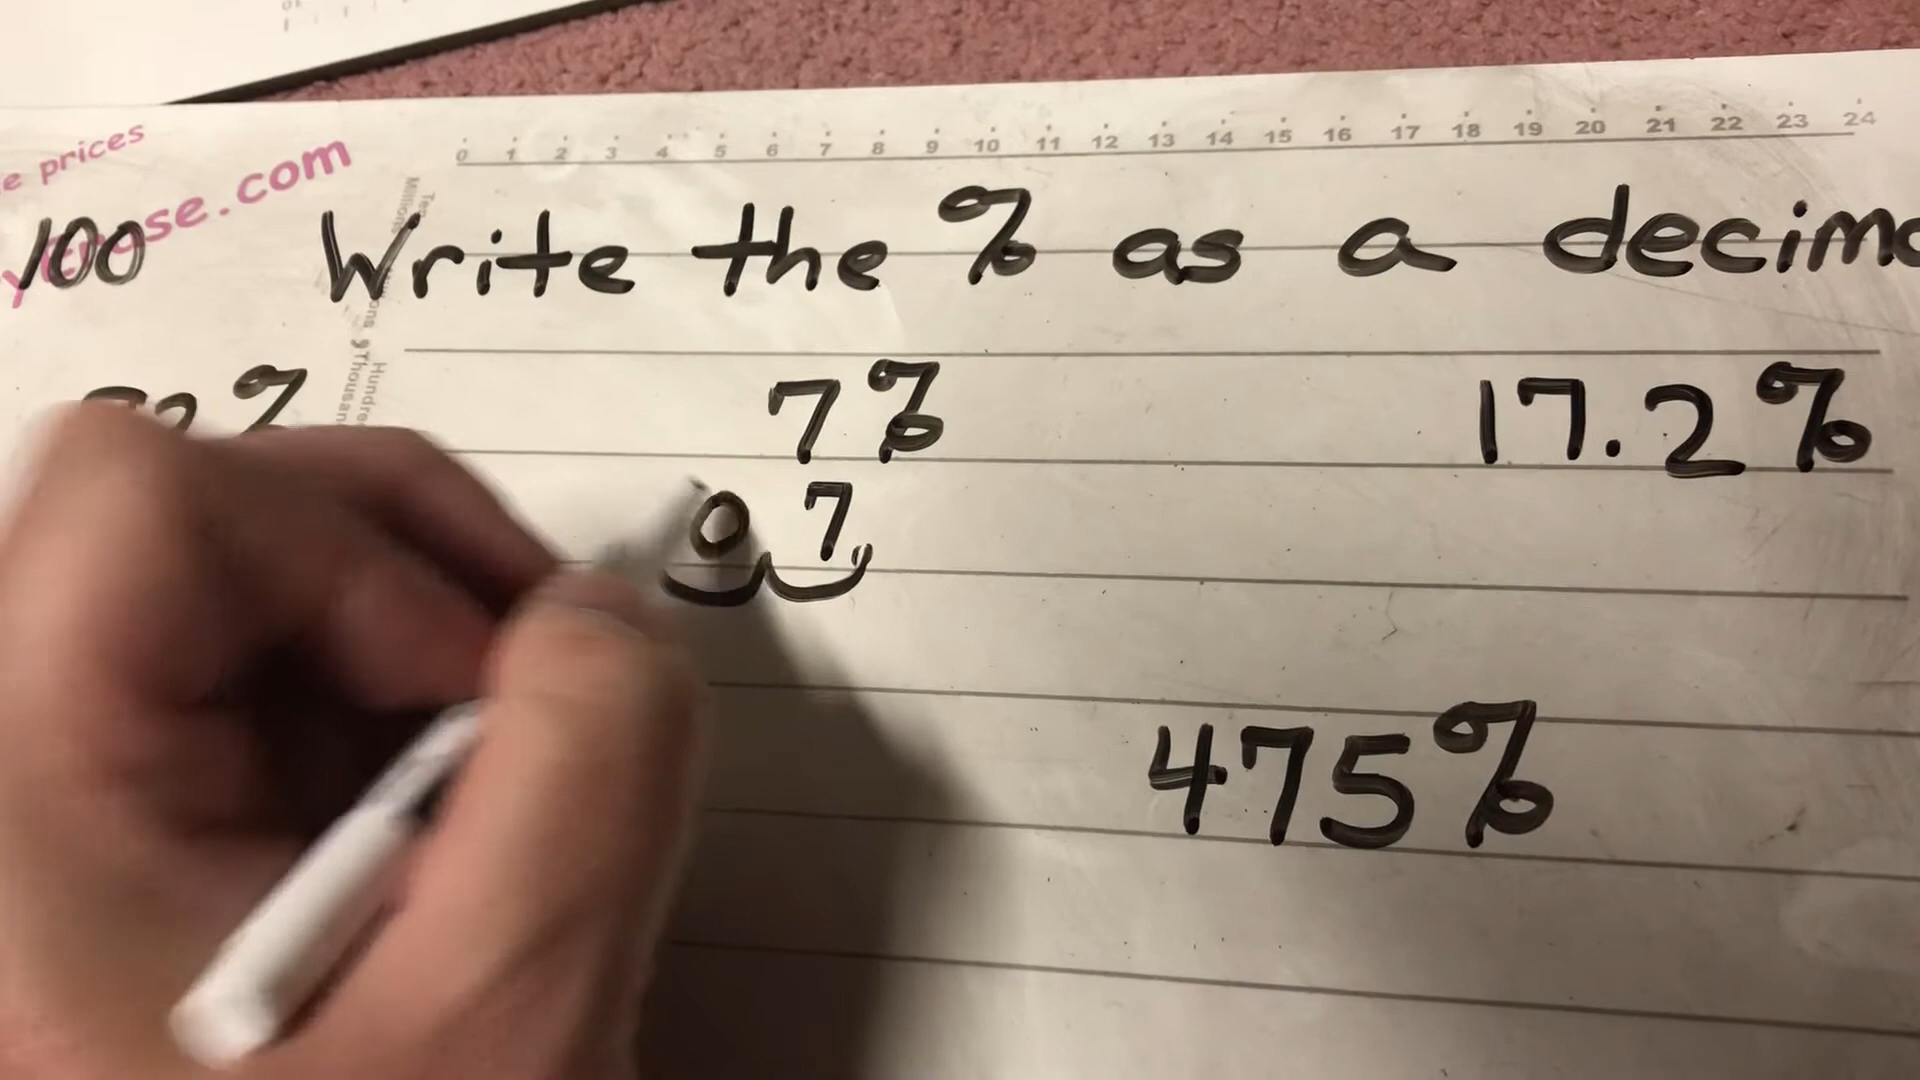 e prices
se.com
0 1 2 3 4 5 6 7 8 9 10 11 12 13 14 15 16 17 18 19 20 21 22 23 24
100 Write the % as a decima
7% 17.2%
07.
475%